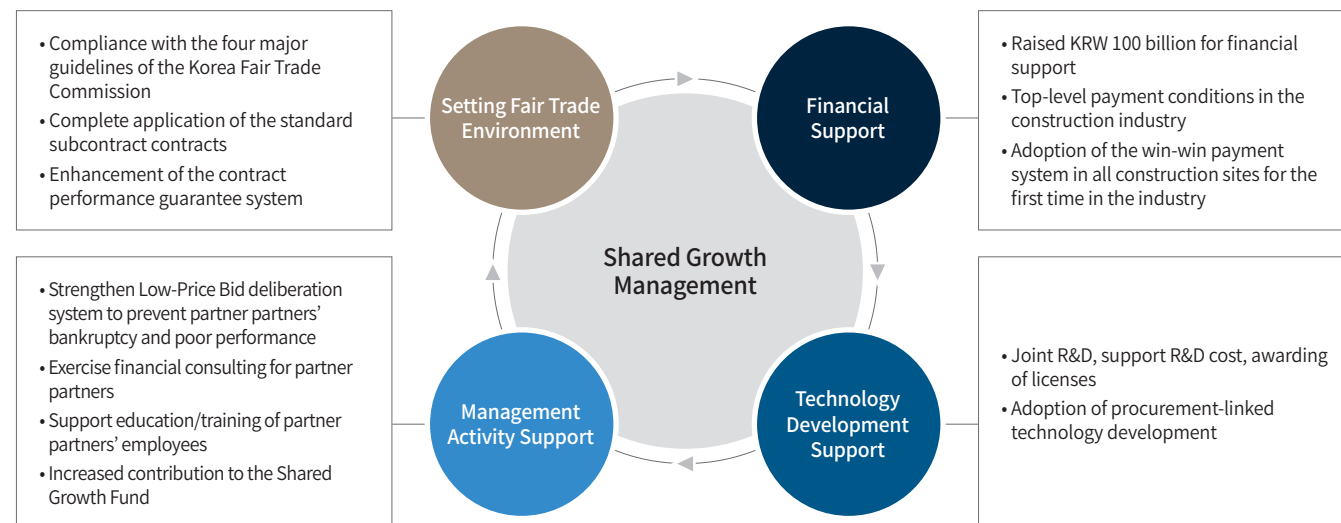 • Compliance with the four major
guidelines of the Korea Fair Trade
Commission
• Complete application of the standard
subcontract contracts
• Enhancement of the contract
performance guarantee system
Setting Fair Trade
Environment
Financial
Support
• Raised KRW 100 billion for financial
support
• Top-level payment conditions in the
construction industry
• Adoption of the win-win payment
system in all construction sites for the
first time in the industry
Shared Growth
Management
• Strengthen Low-Price Bid deliberation
system to prevent partner partners’
bankruptcy and poor performance
• Exercise financial consulting for partner
partners
• Support education/training of partner
partners’ employees
• Increased contribution to the Shared
Growth Fund
Management
Activity Support
Technology
Development
Support
• Joint R&D, support R&D cost, awarding
of licenses
• Adoption of procurement-linked
technology development